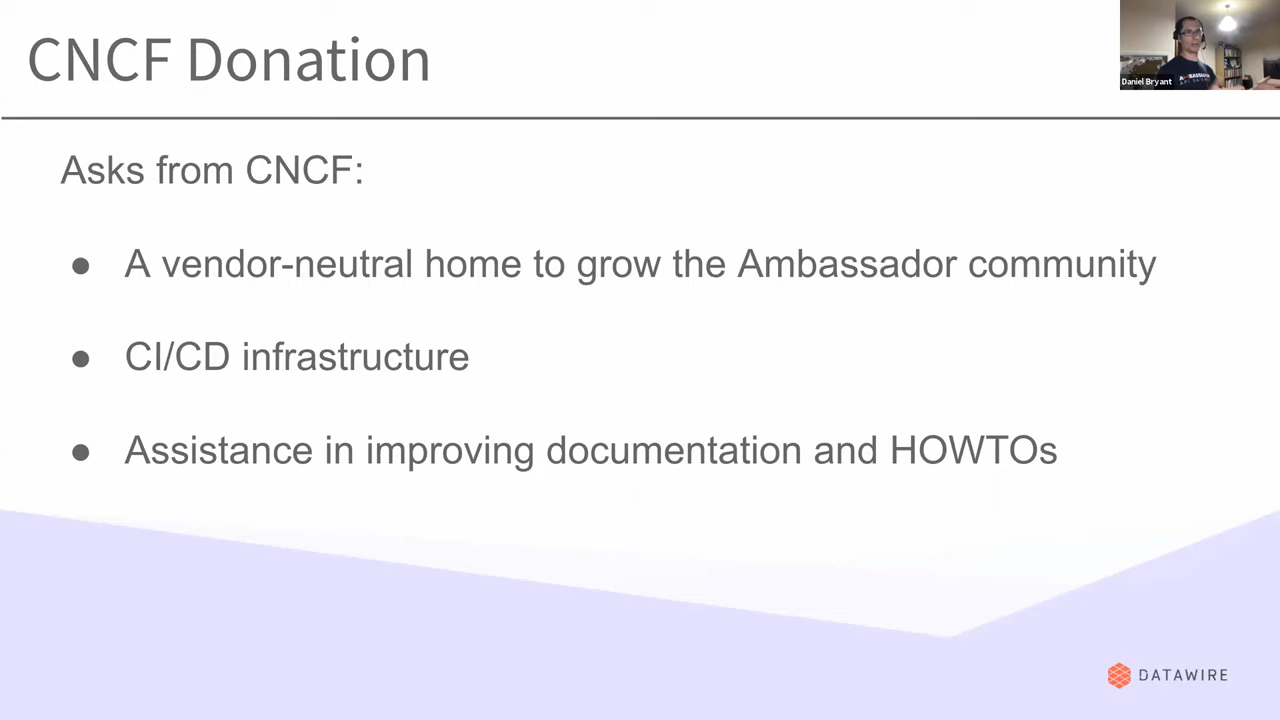 CNCF Donation
Daniel Bryant
Asks from CNCF:
● A vendor-neutral home to grow the Ambassador community
● CI/CD infrastructure
● Assistance in improving documentation and HOWTOs
DATAWIRE